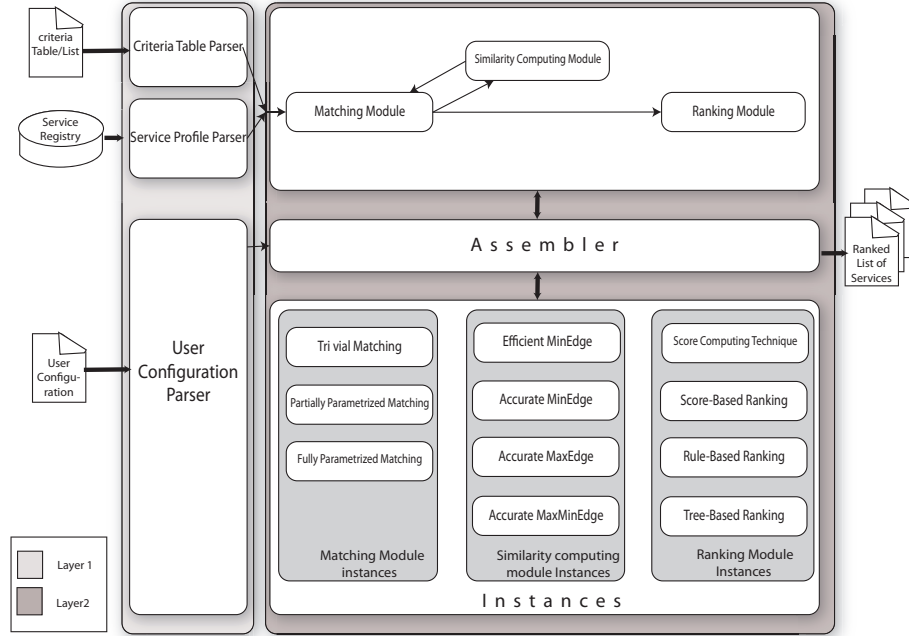 criteria
Table/List
Criteria Table Parser
Similarity Computing Module
Matching Module
Ranking Module
Service
Registry
Service Profile Parser
Assembler
Ranked
List of
Services
User
Configu-
ration
User
Configuration
Parser
Tri vial Matching
Partially Parametrized Matching
Fully Parametrized Matching
Matching Module
instances
Efficient MinEdge
Accurate MinEdge
Accurate MaxEdge
Accurate MaxMinEdge
Similarity computing
module Instances
Score Computing Technique
Score-Based Ranking
Rule-Based Ranking
Tree-Based Ranking
Ranking Module
Instances
Instances
Layer 1
Layer2